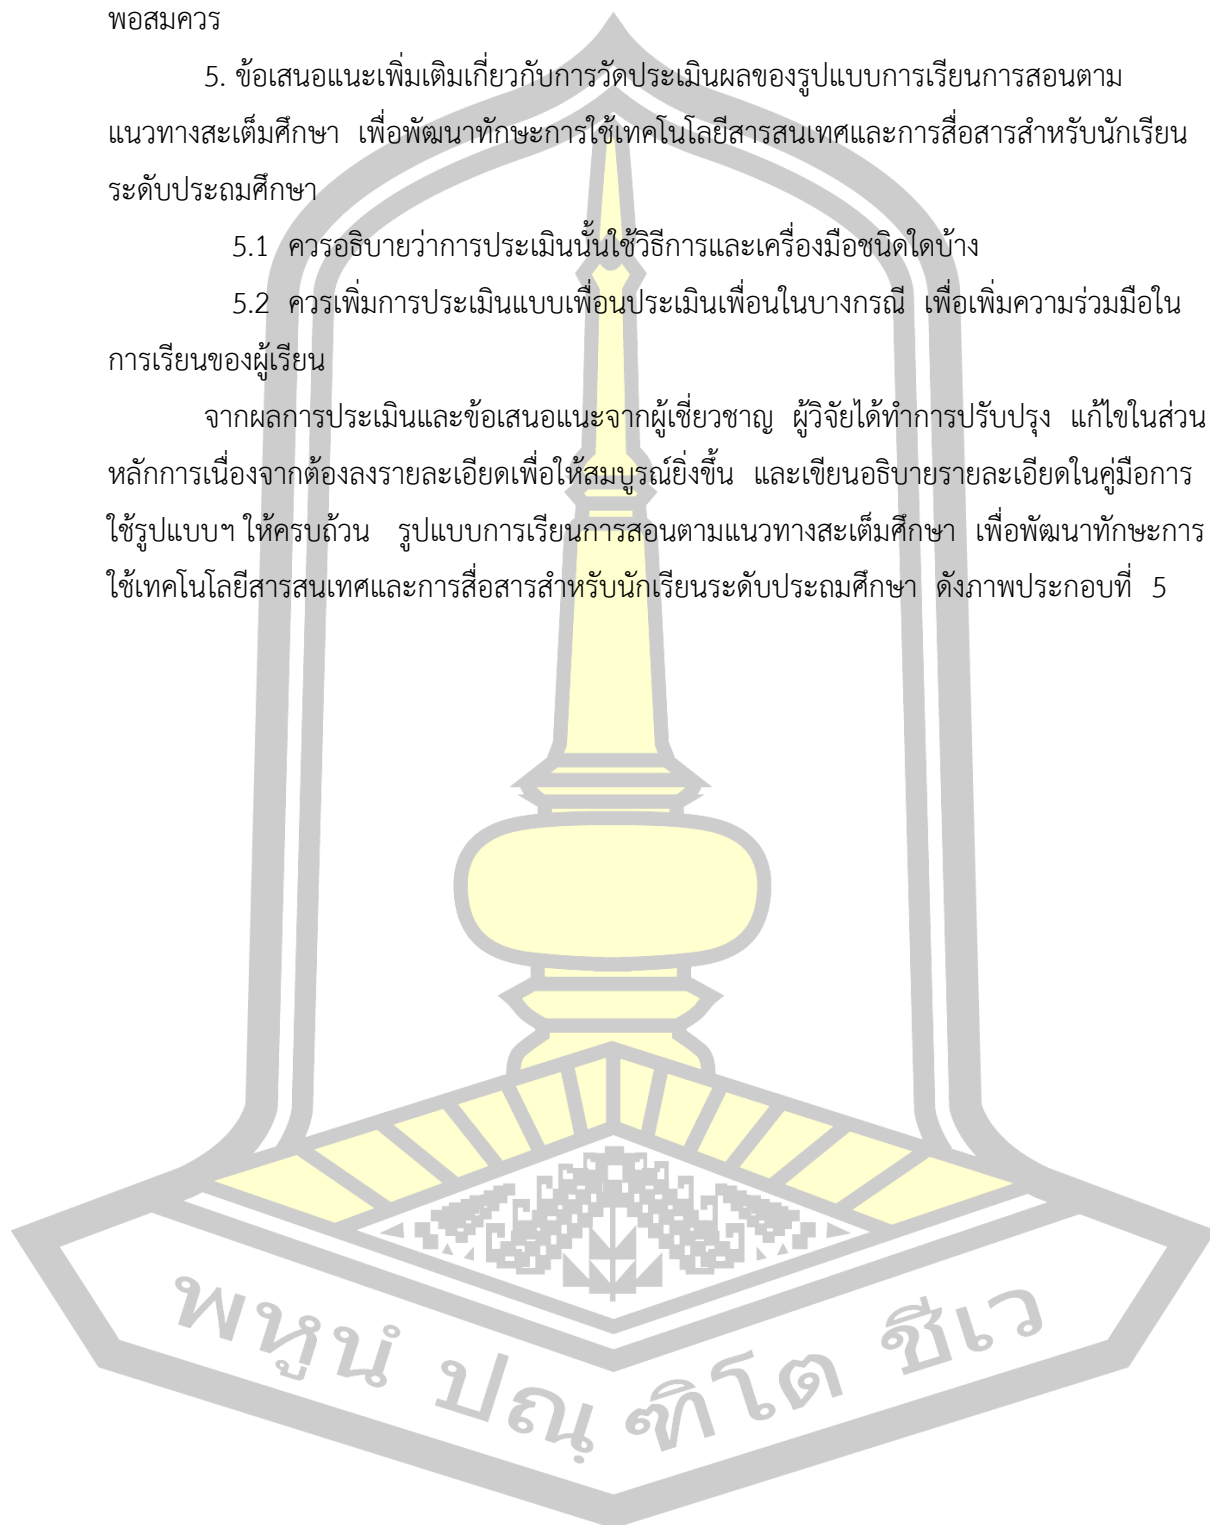 พอสมควร
5. ข้อเสนอแนะเพิ่มเติมเกี่ยวกับการวัดประเมินผลของรูปแบบการเรียนการสอนตาม
แนวทางสะเต็มศึกษา เพื่อพัฒนาทักษะการใช้เทคโนโลยีสารสนเทศและการสื่อสารสำหรับนักเรียน
ระดับประถมศึกษา
5.1 ควรอธิบายว่าการประเมินนั้นใช้วิธีการและเครื่องมือชนิดใดบ้าง
5.2 ควรเพิ่มการประเมินแบบเพื่อนประเมินเพื่อนในบางกรณี เพื่อเพิ่มความร่วมมือใน
การเรียนของผู้เรียน
จากผลการประเมินและข้อเสนอแนะจากผู้เชี่ยวชาญ ผู้วิจัยได้ทำการปรับปรุง แก้ไขในส่วน
หลักการเนื่องจากต้องลงรายละเอียดเพื่อให้สมบูรณ์ยิ่งขึ้น และเขียนอธิบายรายละเอียดในคู่มือการ
ใช้รูปแบบฯ ให้ครบถ้วน รูปแบบการเรียนการสอนตามแนวทางสะเต็มศึกษา เพื่อพัฒนาทักษะการ
ใช้เทคโนโลยีสารสนเทศและการสื่อสารสำหรับนักเรียนระดับประถมศึกษา ดังภาพประกอบที่ 5
พหูนํ ปณฺ ฑิโต ชีเว